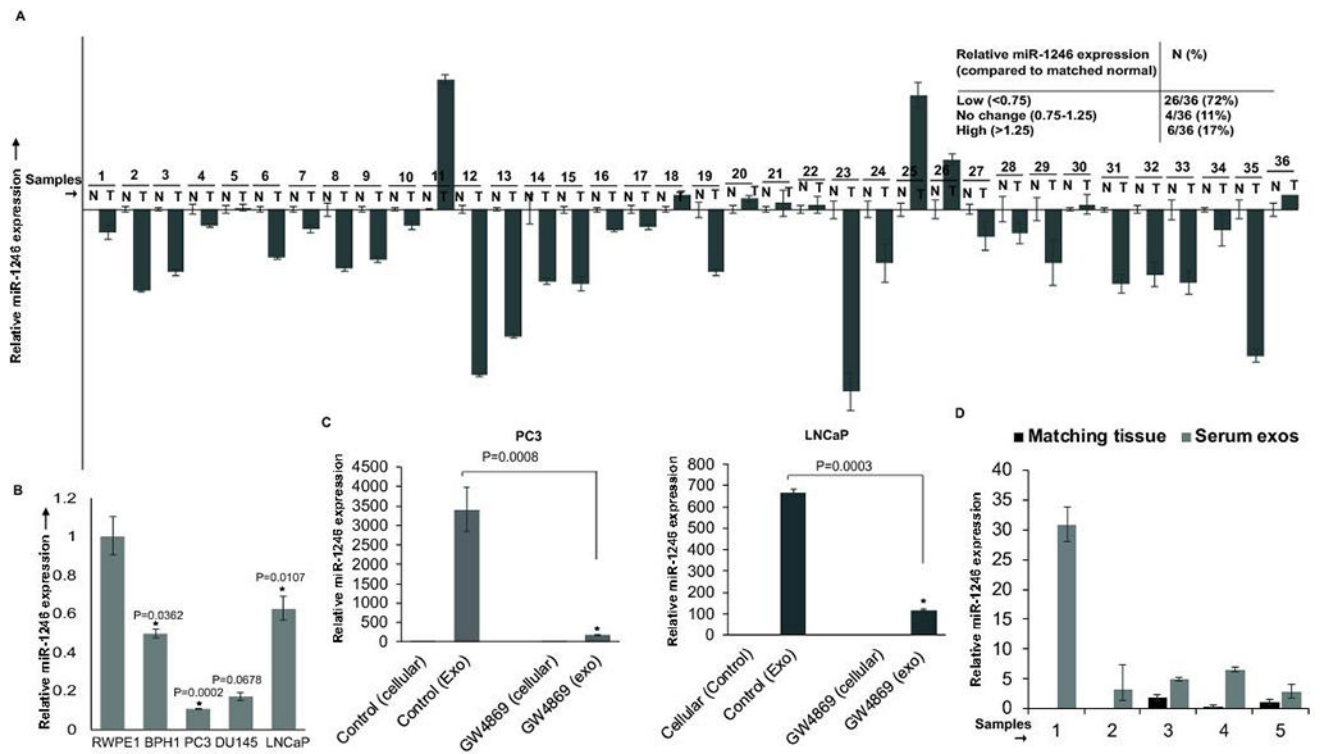 A
Relative miR-1246 expression
(compared to matched normal)
N (%)
Low (<0.75) 26/36 (72%)
No change (0.75-1.25) 4/36 (11%)
High (>1.25) 6/36 (17%)
Relative miR-1246 expression →
Samples →
1 2 3 4 5 6 7 8 9 10 11 12 13 14 15 16 17 18 19 20 21 22 23 24 25 26 27 28 29 30 31 32 33 34 35 36
N T N T N T N T N T N T N T N T N T N T N T N T N T N T N T N T N T N T N T N T N T N T N T N T N T N T N T N T N T N T N T N T N T N T N T N T
B
Relative miR-1246 expression →
1.2
1
0.8
0.6
0.4
0.2
0
P=0.0362
*
P=0.0002
*
P=0.0678
P=0.0107
*
RWPE1 BPH1 PC3 DU145 LNCaP
C
PC3
Relative miR-1246 expression
4500
4000
3500
3000
2500
2000
1500
1000
500
0
P=0.0008
*
Control (cellular)
Control (Exo)
GW4869 (cellular)
GW4869 (exo)
LNCaP
Relative miR-1246 expression
800
700
600
500
400
300
200
100
0
P=0.0003
*
Cellular (Control)
Control (Exo)
GW4869 (cellular)
GW4869 (exo)
D
Matching tissue Serum exos
Relative miR-1246 expression
40
35
30
25
20
15
10
5
0
Samples →
1 2 3 4 5